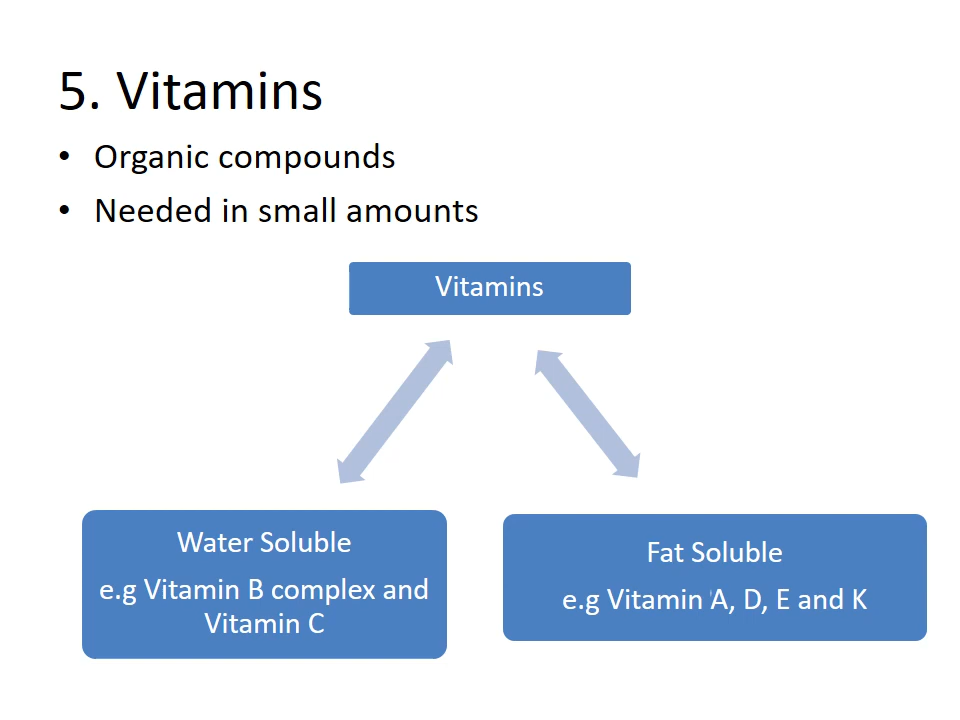 5. Vitamins
• Organic compounds
• Needed in small amounts
Vitamins
Water Soluble
e.g Vitamin B complex and
Vitamin C
Fat Soluble
e.g Vitamin A, D, E and K